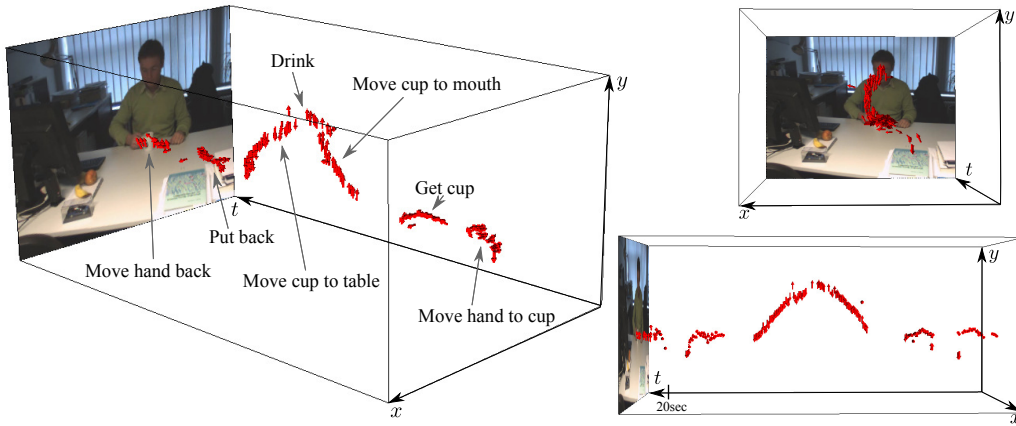 Drink
Move cup to mouth
Get cup
Put back
Move hand back
Move cup to table
Move hand to cup
t
y
x
y
t
x
y
t
20sec
x